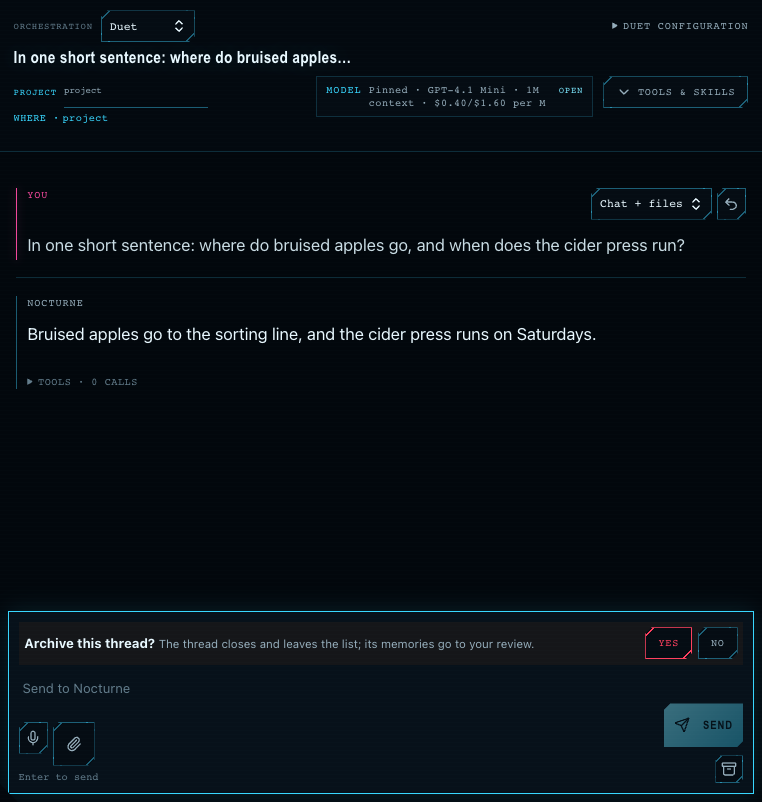 ORCHESTRATION Duet
DUET CONFIGURATION
In one short sentence: where do bruised apples…
PROJECT project
WHERE · project
MODEL Pinned · GPT-4.1 Mini · 1M OPEN
context · $0.40/$1.60 per M
TOOLS & SKILLS
YOU
Chat + files
In one short sentence: where do bruised apples go, and when does the cider press run?
NOCTURNE
Bruised apples go to the sorting line, and the cider press runs on Saturdays.
TOOLS · 0 CALLS
Archive this thread? The thread closes and leaves the list; its memories go to your review.
YES
NO
Send to Nocturne
SEND
Enter to send